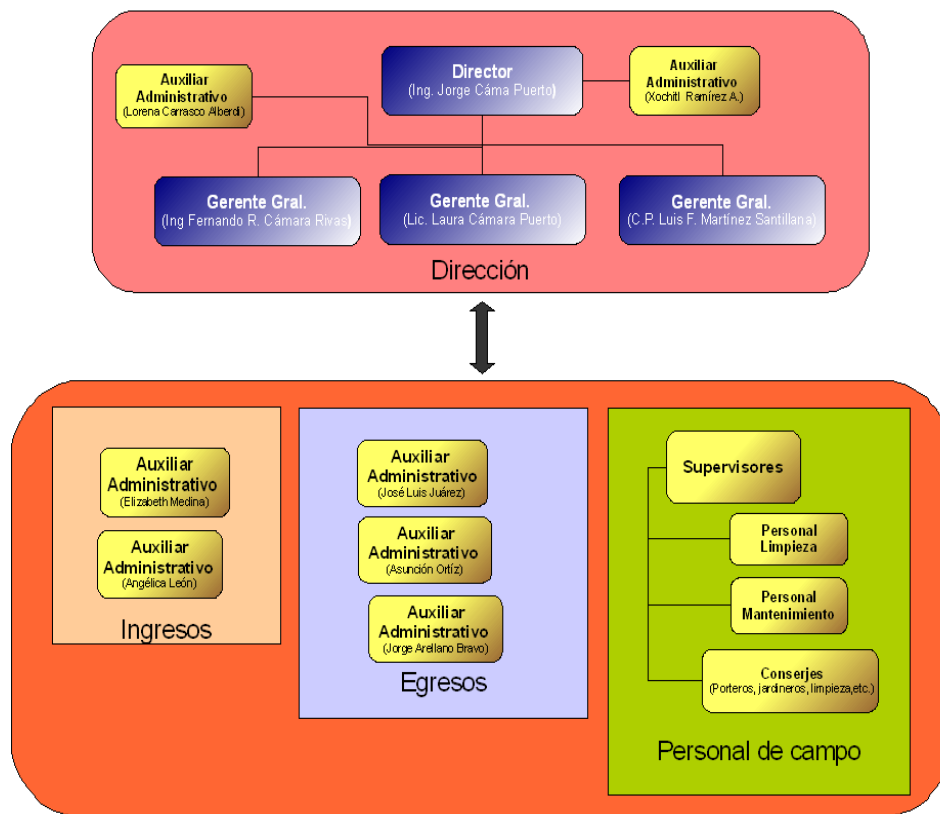 Auxiliar
Administrativo
(Lorena Carrasco Alberdi)
Director
(Ing. Jorge Cáma Puerto)
Auxiliar
Administrativo
(Xochitl Ramírez A.)
Gerente Gral.
(Ing Fernando R. Cámara Rivas)
Gerente Gral.
(Lic. Laura Cámara Puerto)
Gerente Gral.
(C.P. Luis F. Martínez Santillana)
Dirección
Auxiliar
Administrativo
(Elizabeth Medina)
Auxiliar
Administrativo
(Angélica León)
Ingresos
Auxiliar
Administrativo
(José Luis Juárez)
Auxiliar
Administrativo
(Asunción Ortíz)
Auxiliar
Administrativo
(Jorge Arellano Bravo)
Egresos
Supervisores
Personal
Limpieza
Personal
Mantenimiento
Conserjes
(Porteros, jardineros, limpieza,etc.)
Personal de campo